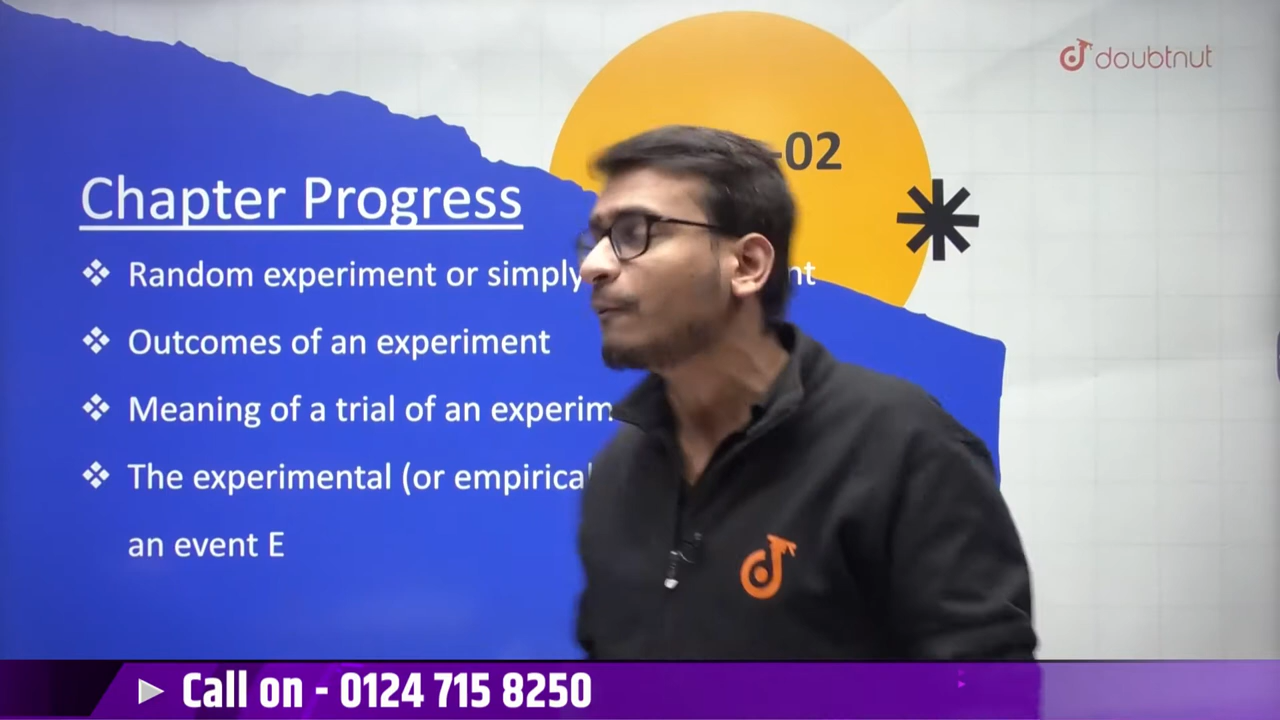 doubtnut
-02
Chapter Progress
❖ Random experiment or simply nt
❖ Outcomes of an experiment
❖ Meaning of a trial of an experim
❖ The experimental (or empirical
an event E
Call on - 0124 715 8250